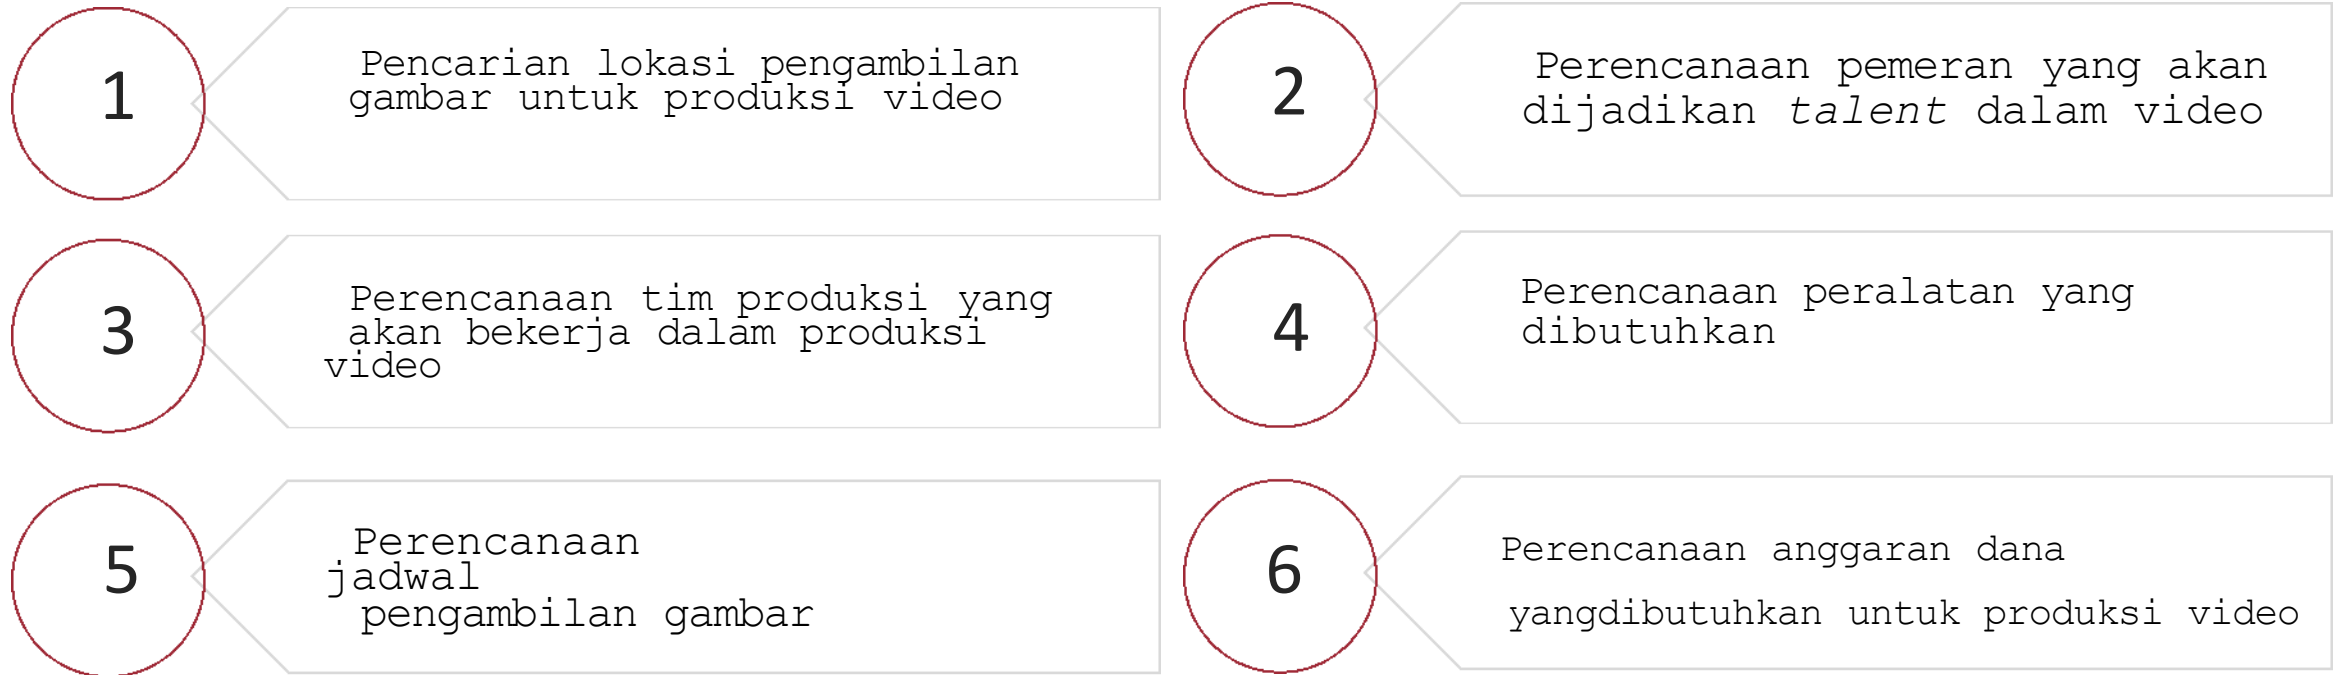 1
Pencarian lokasi pengambilan
gambar untuk produksi video
2
Perencanaan pemeran yang akan
dijadikan talent dalam video
3
Perencanaan tim produksi yang
akan bekerja dalam produksi
video
4
Perencanaan peralatan yang
dibutuhkan
5
Perencanaan
jadwal
pengambilan gambar
6
Perencanaan anggaran dana
yangdibutuhkan untuk produksi video